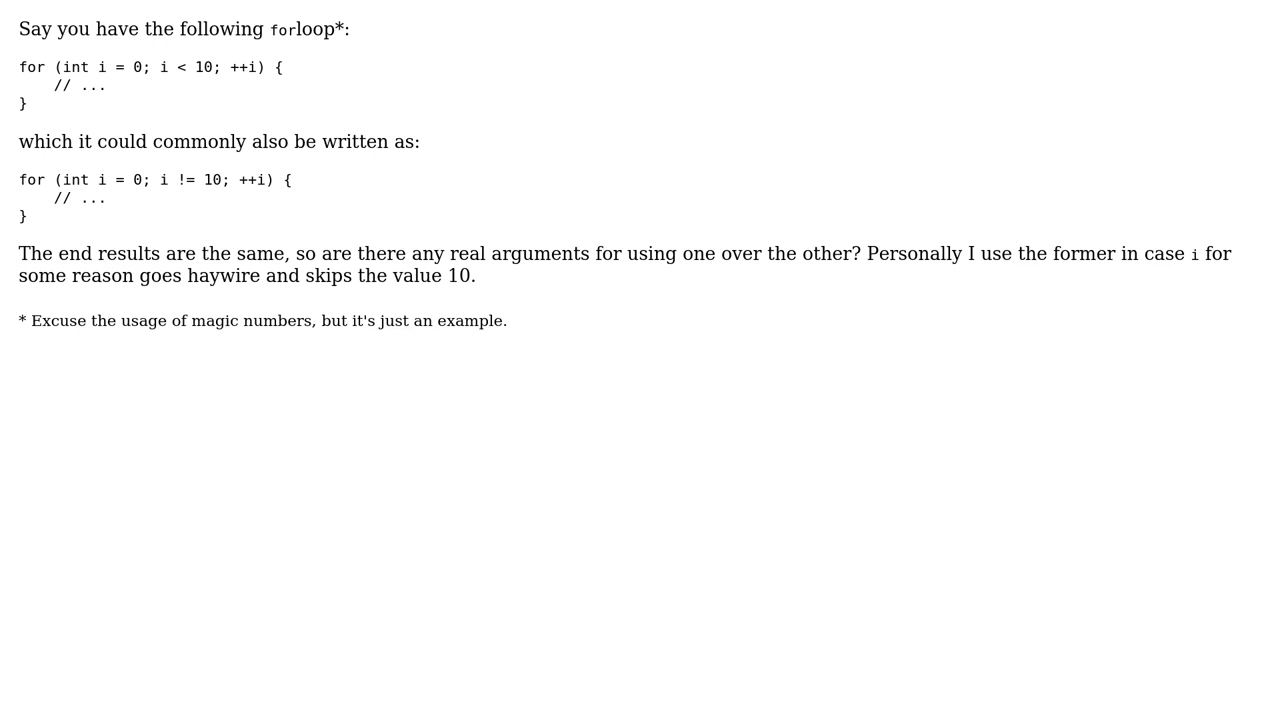 Say you have the following forloop*:
for (int i = 0; i < 10; ++i) {
    // ...
}
which it could commonly also be written as:
for (int i = 0; i != 10; ++i) {
    // ...
}
The end results are the same, so are there any real arguments for using one over the other? Personally I use the former in case i for
some reason goes haywire and skips the value 10.
* Excuse the usage of magic numbers, but it's just an example.